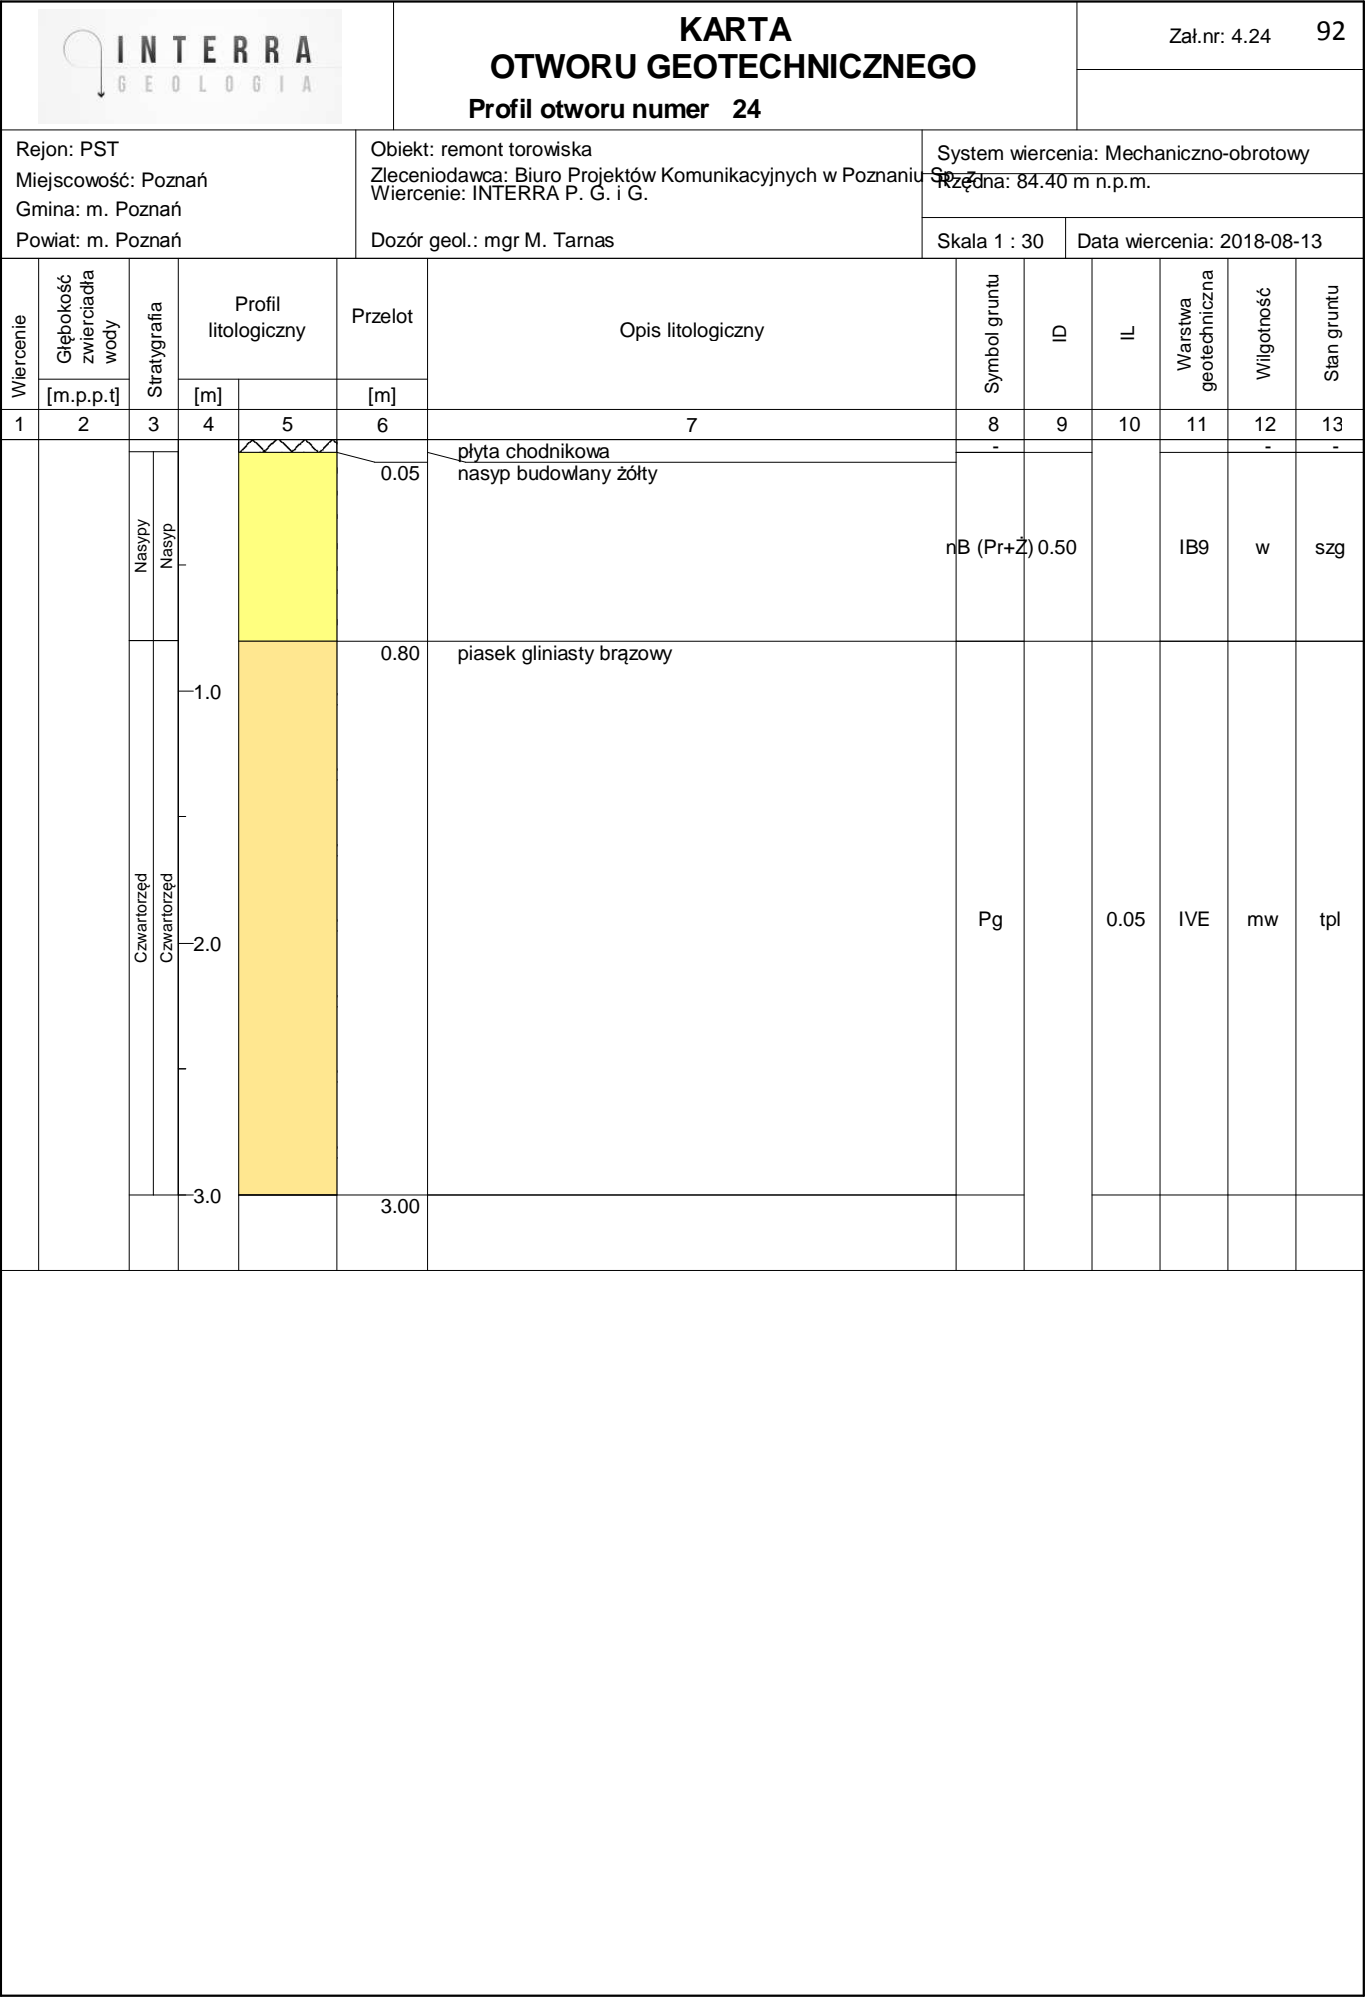 INTERRA
GEOLOGIA
KARTA
OTWORU GEOTECHNICZNEGO
Profil otworu numer 24
Zał.nr: 4.24
92
Rejon: PST
Miejscowość: Poznań
Gmina: m. Poznań
Powiat: m. Poznań
Obiekt: remont torowiska
Zleceniodawca: Biuro Projektów Komunikacyjnych w Poznaniu Sp. z
Wiercenie: INTERRA P. G. i G.
Dozór geol.: mgr M. Tarnas
System wiercenia: Mechaniczno-obrotowy
Rzędna: 84.40 m n.p.m.
Skala 1 : 30
Data wiercenia: 2018-08-13
Wiercenie
Głębokość
zwierciadła
wody
[m.p.p.t]
Stratygrafia
Profil
litologiczny
[m]
Przelot
[m]
Opis litologiczny
Symbol gruntu
ID
IL
Warstwa
geotechniczna
Wilgotność
Stan gruntu
1 2 3 4 5 6 7 8 9 10 11 12 13
płyta chodnikowa - - -
0.05 nasyp budowlany żółty
Nasypy
Nasyp
nB (Pr+Ż) 0.50 IB9 w szg
0.80 piasek gliniasty brązowy
1.0
Czwartorzęd
Czwartorzęd
Pg 0.05 IVE mw tpl
2.0
3.0
3.00